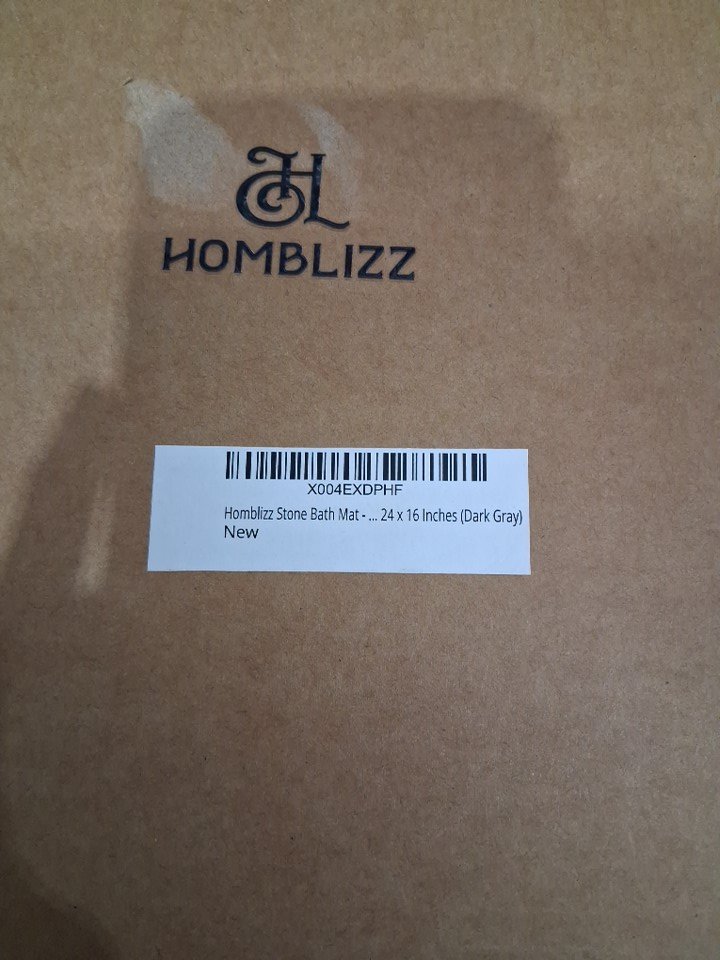 HL
HOMBLIZZ
X004EXDPHF
Homblizz Stone Bath Mat - ... 24 x 16 Inches (Dark Gray)
New